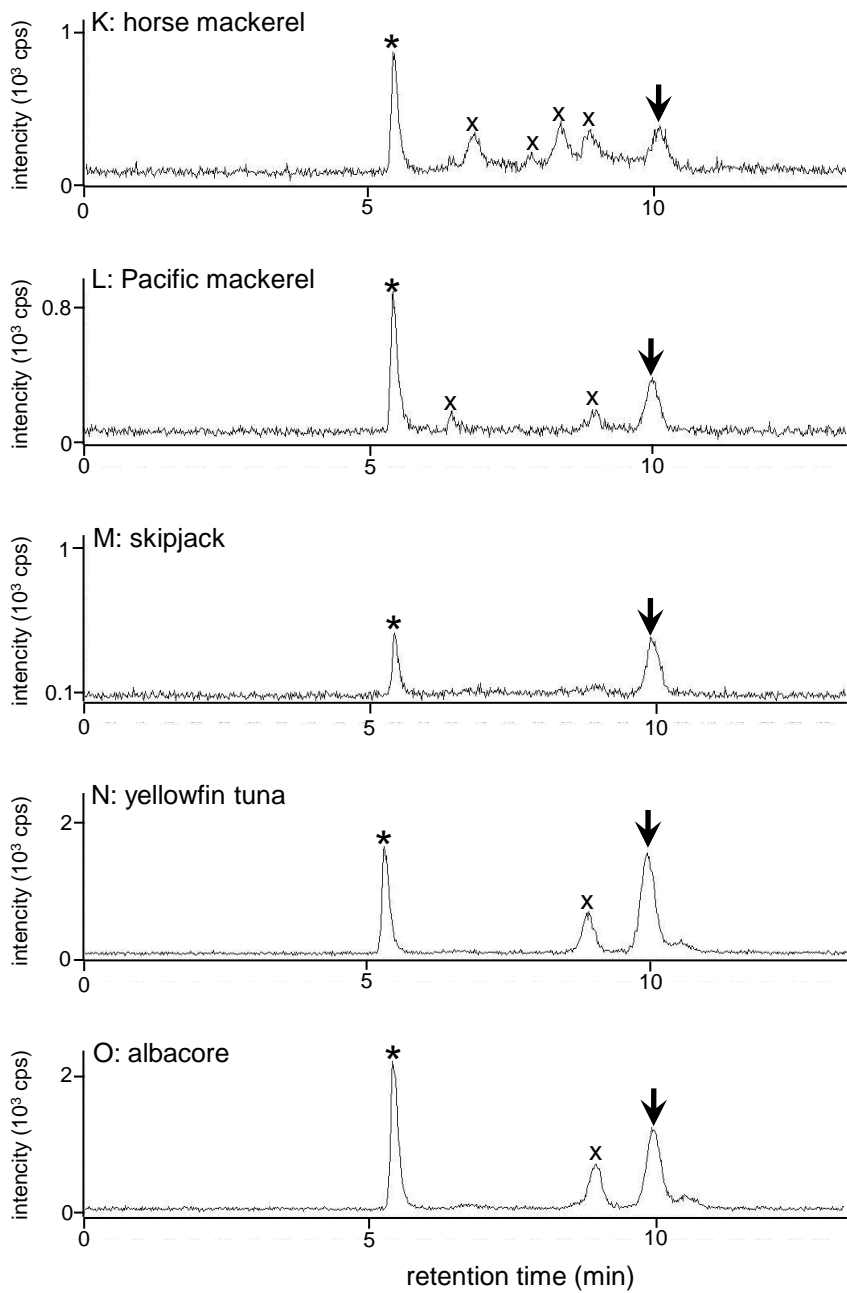 K: horse mackerel
intencity (10³ cps)
1
*
x
x
x
x
0
0
5
10
L: Pacific mackerel
intencity (10³ cps)
0.8
*
x
x
0
0
5
10
M: skipjack
intencity (10³ cps)
1
*
0.1
0
5
10
N: yellowfin tuna
intencity (10³ cps)
2
*
x
0
0
5
10
O: albacore
intencity (10³ cps)
2
*
x
0
0
5
10
retention time (min)